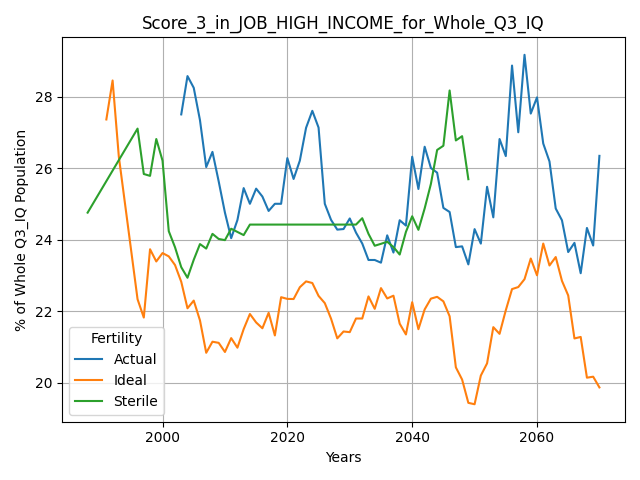 Score_3_in_JOB_HIGH_INCOME_for_Whole_Q3_IQ
% of Whole Q3_IQ Population
28
26
24
22
20
Fertility
Actual
Ideal
Sterile
2000 2020 2040 2060
Years